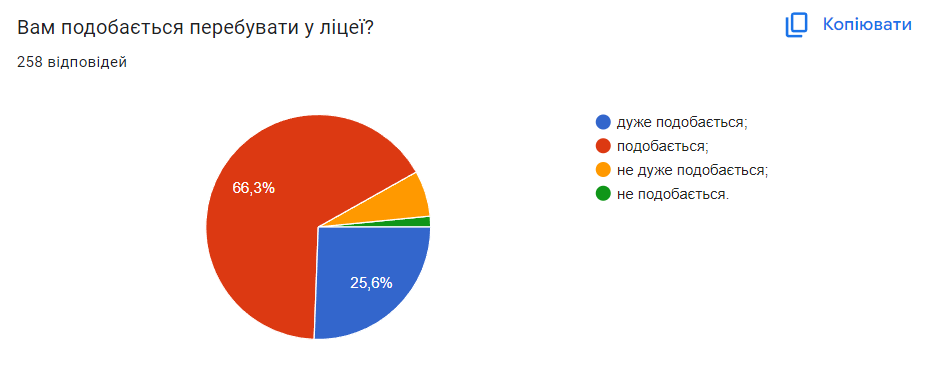 Вам подобається перебувати у ліцеї?
Копіювати
258 відповідей
66,3%
25,6%
дуже подобається;
подобається;
не дуже подобається;
не подобається.